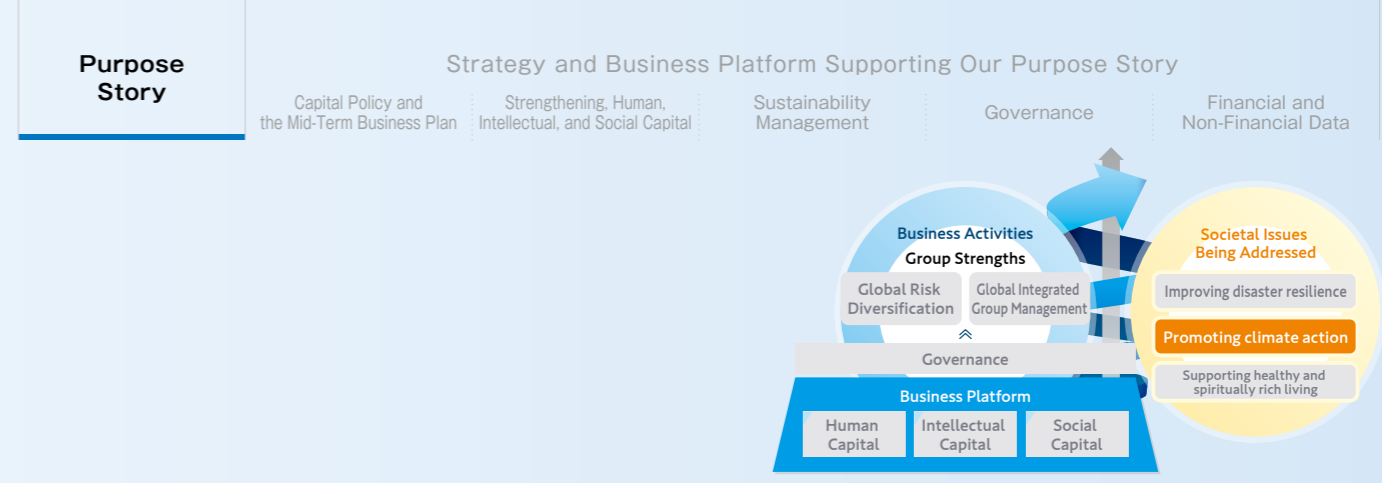 Purpose
Story
Strategy and Business Platform Supporting Our Purpose Story
Capital Policy and
the Mid-Term Business Plan
Strengthening, Human,
Intellectual, and Social Capital
Sustainability
Management
Governance
Financial and
Non-Financial Data
Business Activities
Group Strengths
Global Risk
Diversification
Global Integrated
Group Management
Governance
Business Platform
Human
Capital
Intellectual
Capital
Social
Capital
Societal Issues
Being Addressed
Improving disaster resilience
Promoting climate action
Supporting healthy and
spiritually rich living